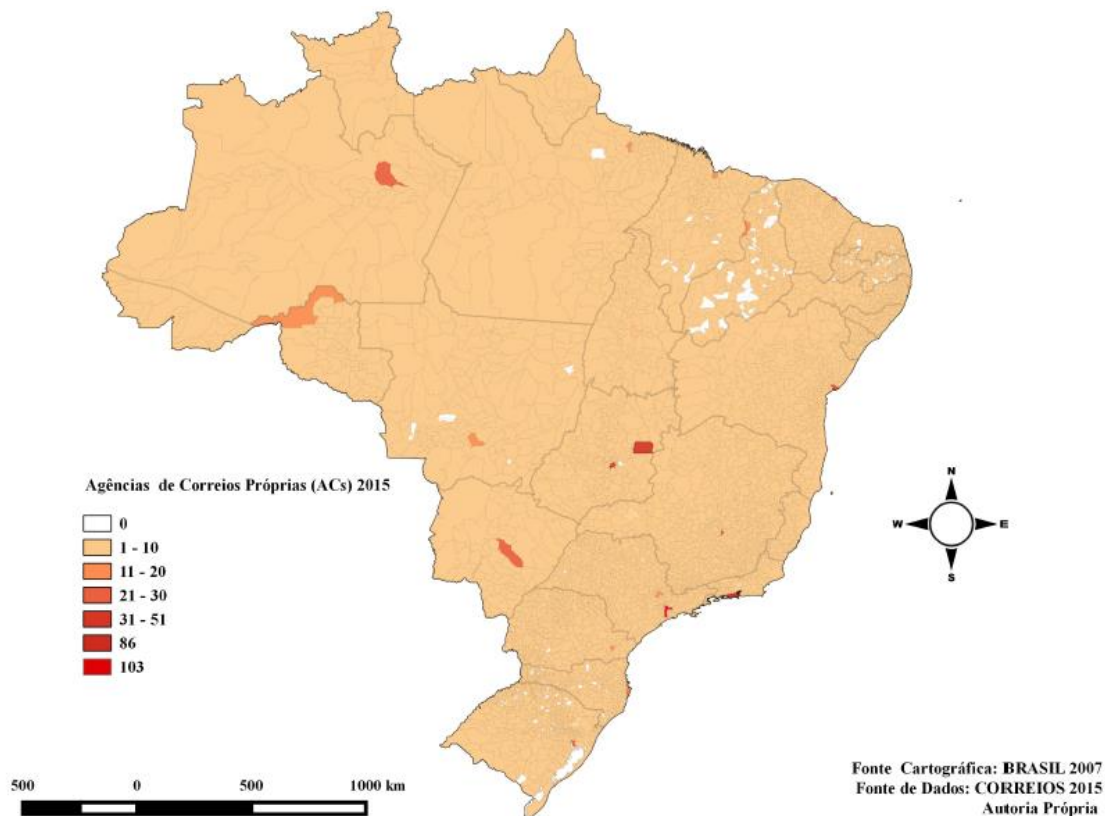 Agências de Correios Próprias (ACs) 2015
0
1 - 10
11 - 20
21 - 30
31 - 51
86
103
N
W E
S
500 0 500 1000 km
Fonte Cartográfica: BRASIL 2007
Fonte de Dados: CORREIOS 2015
Autoria Própria